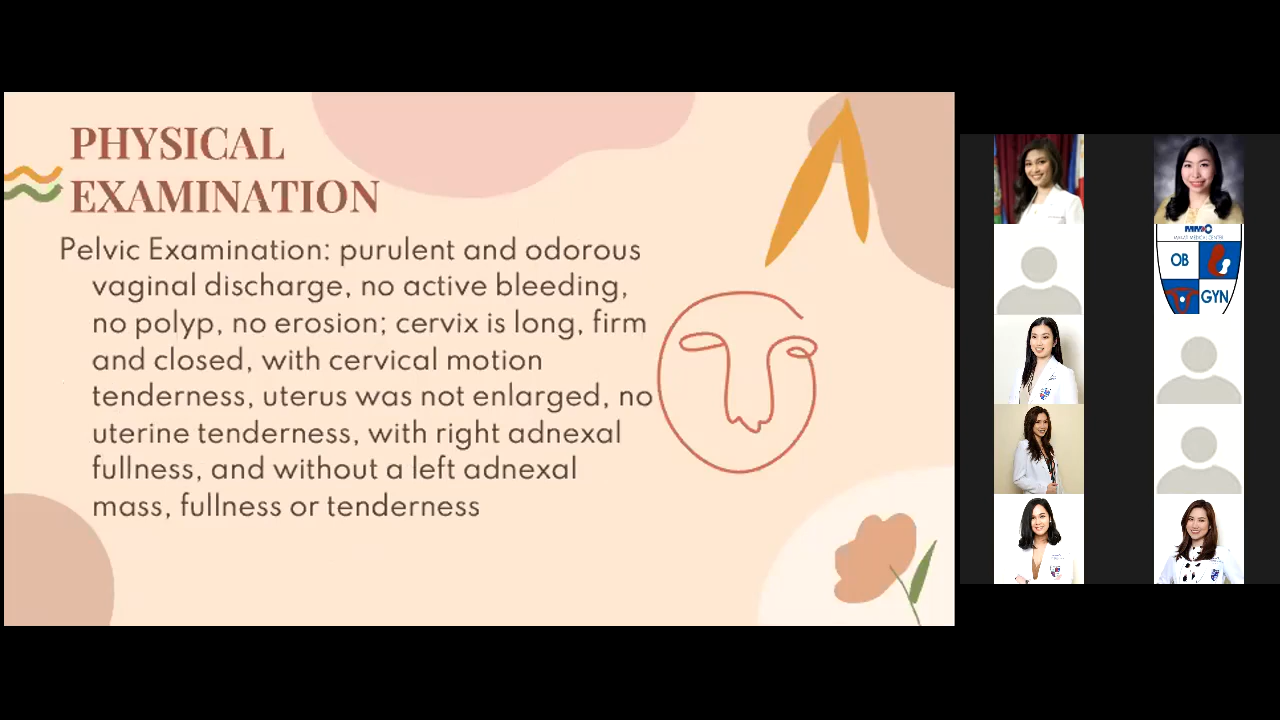 PHYSICAL
EXAMINATION
Pelvic Examination: purulent and odorous
vaginal discharge, no active bleeding,
no polyp, no erosion; cervix is long, firm
and closed, with cervical motion
tenderness, uterus was not enlarged, no
uterine tenderness, with right adnexal
fullness, and without a left adnexal
mass, fullness or tenderness
MMC
OB
GYN